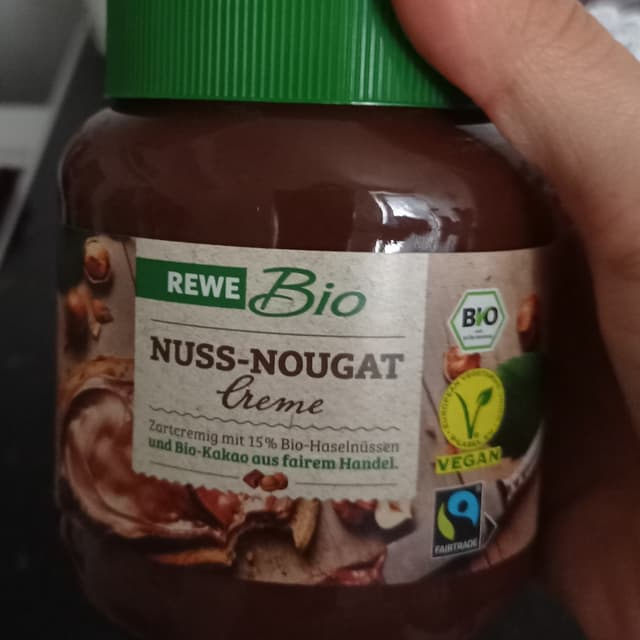 REWE Bio
NUSS-NOUGAT
Creme
Zartcremig mit 15% Bio-Haselnüssen
und Bio-Kakao aus fairem Handel.
BIO
VEGAN
FAIRTRADE